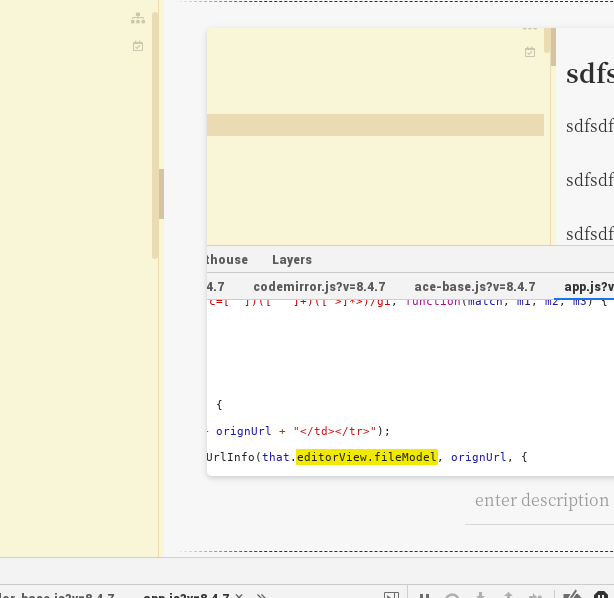 sdfs
sdfsdf
sdfsdf
sdfsdf
thouse Layers
4.7 codemirror.js?v=8.4.7 ace-base.js?v=8.4.7 app.js?v
function(match, m1, m2, m3) {
{
orignUrl + "</td></tr>");
UrlInfo(that.editorView.fileModel, orignUrl, {
enter description
or-base.js?v=8.4.7 app.js?v=8.4.7 × »